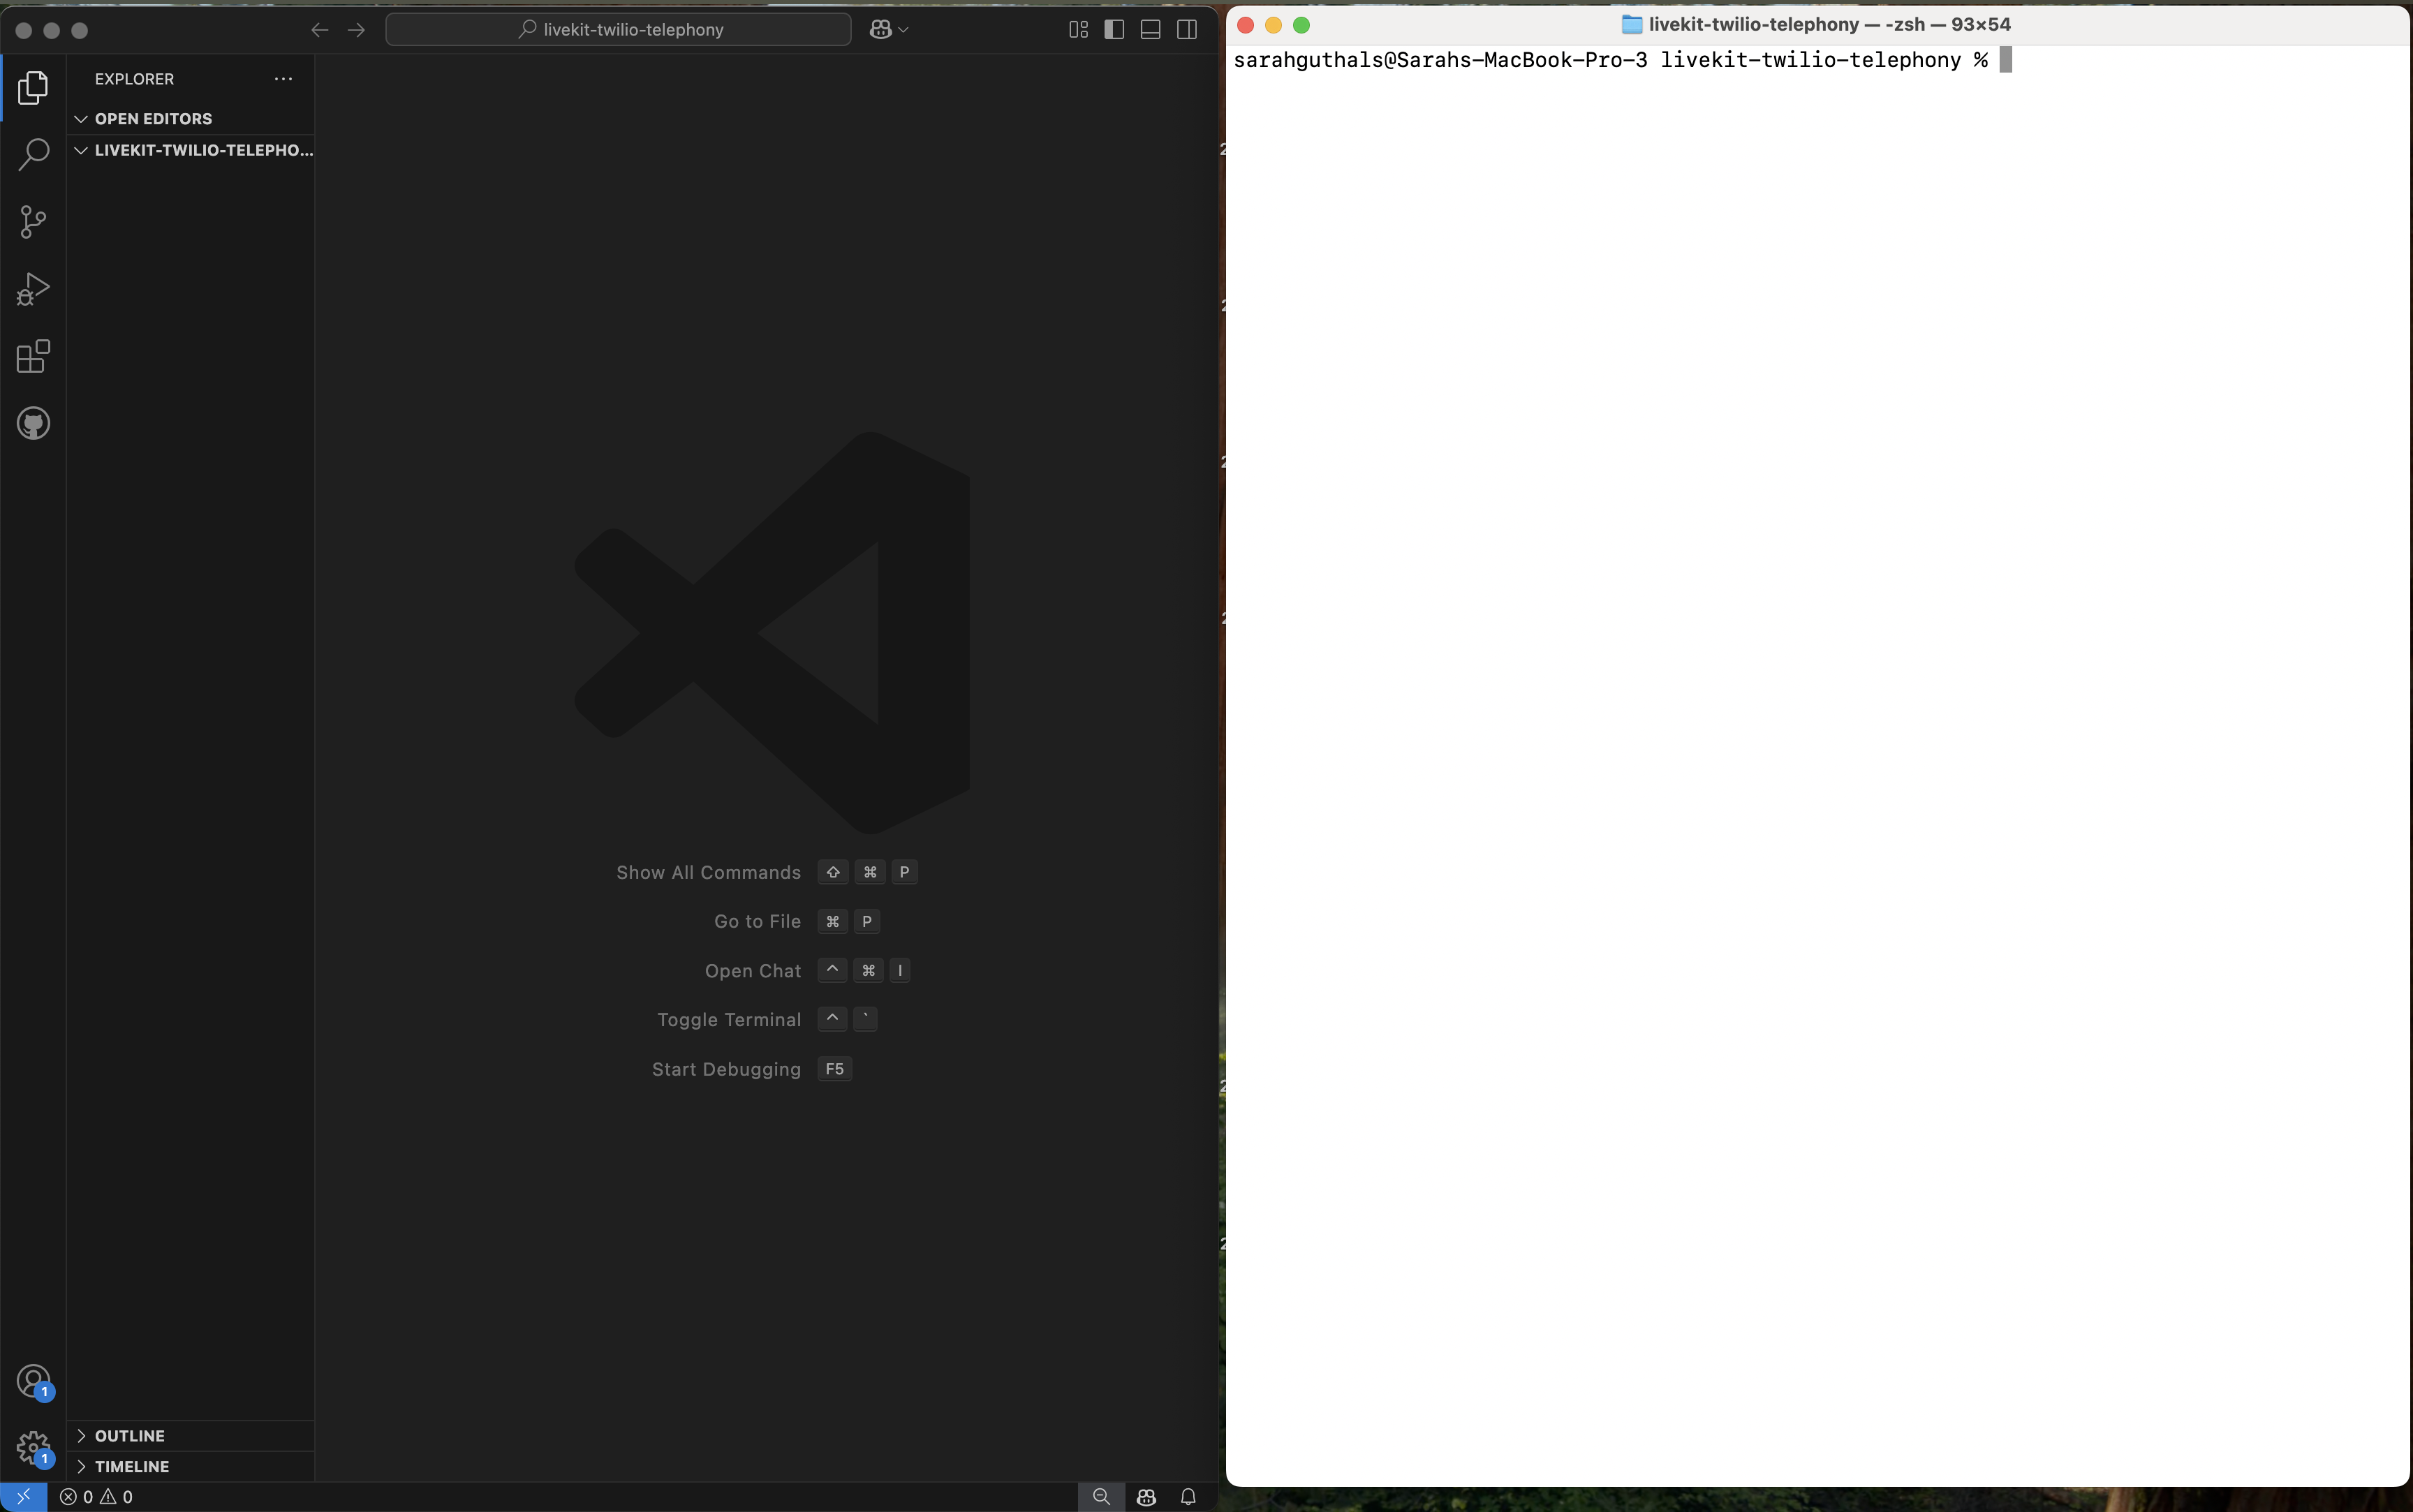 livekit-twilio-telephony
EXPLORER
OPEN EDITORS
LIVEKIT-TWILIO-TELEPHO...
Show All Commands ⇧ ⌘ P
Go to File ⌘ P
Open Chat ^ ⌘ I
Toggle Terminal ^ `
Start Debugging F5
1
1
OUTLINE
TIMELINE
0 0
livekit-twilio-telephony — -zsh — 93×54
sarahguthals@Sarahs-MacBook-Pro-3 livekit-twilio-telephony %